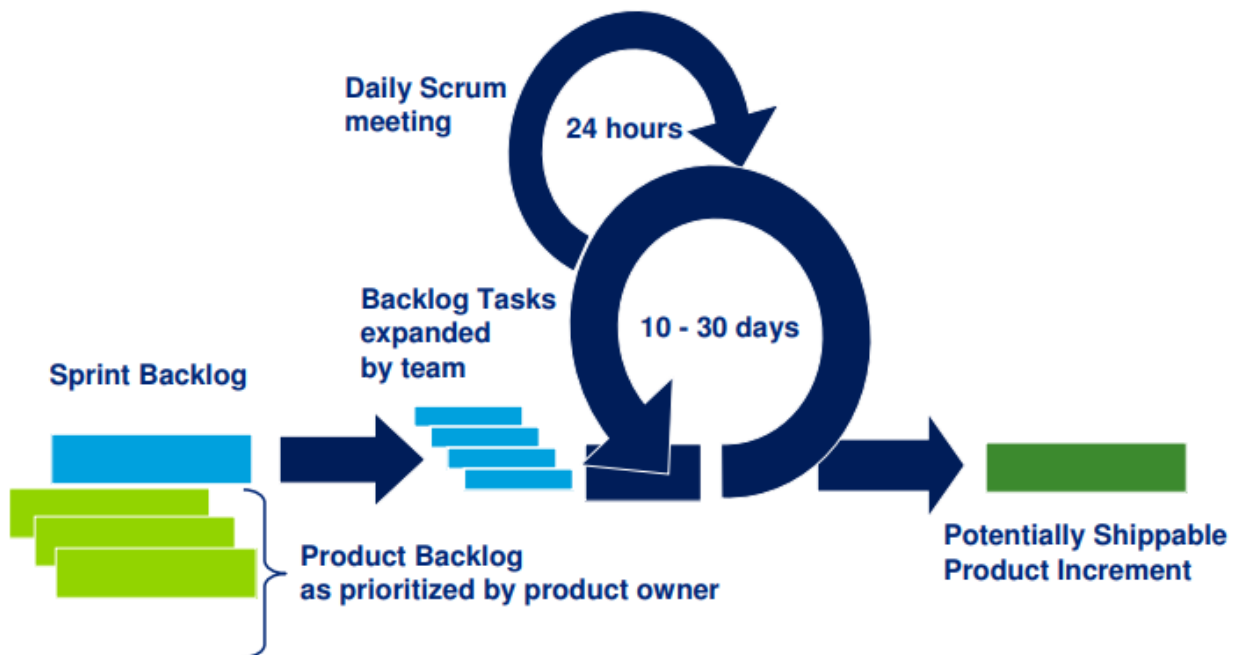 Daily Scrum
meeting
24 hours
Backlog Tasks
expanded
by team
10 - 30 days
Sprint Backlog
Product Backlog
as prioritized by product owner
Potentially Shippable
Product Increment